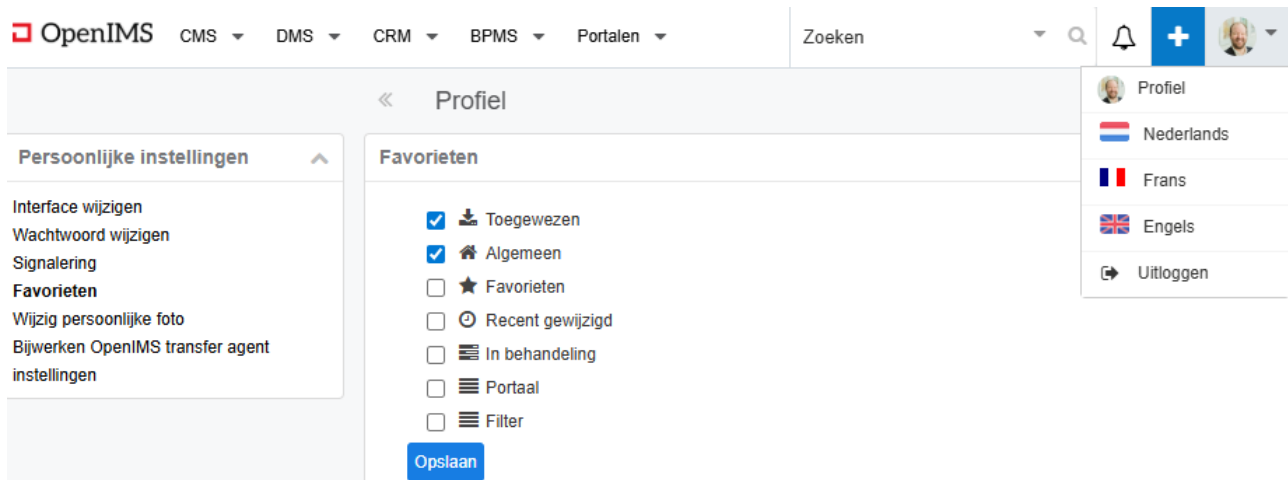 OpenIMS CMS DMS CRM BPMS Portalen Zoeken
Profiel
Nederlands
Frans
Engels
Uitloggen
Profiel
Persoonlijke instellingen
Interface wijzigen
Wachtwoord wijzigen
Signalering
Favorieten
Wijzig persoonlijke foto
Bijwerken OpenIMS transfer agent
instellingen
Favorieten
Toegewezen
Algemeen
Favorieten
Recent gewijzigd
In behandeling
Portaal
Filter
Opslaan